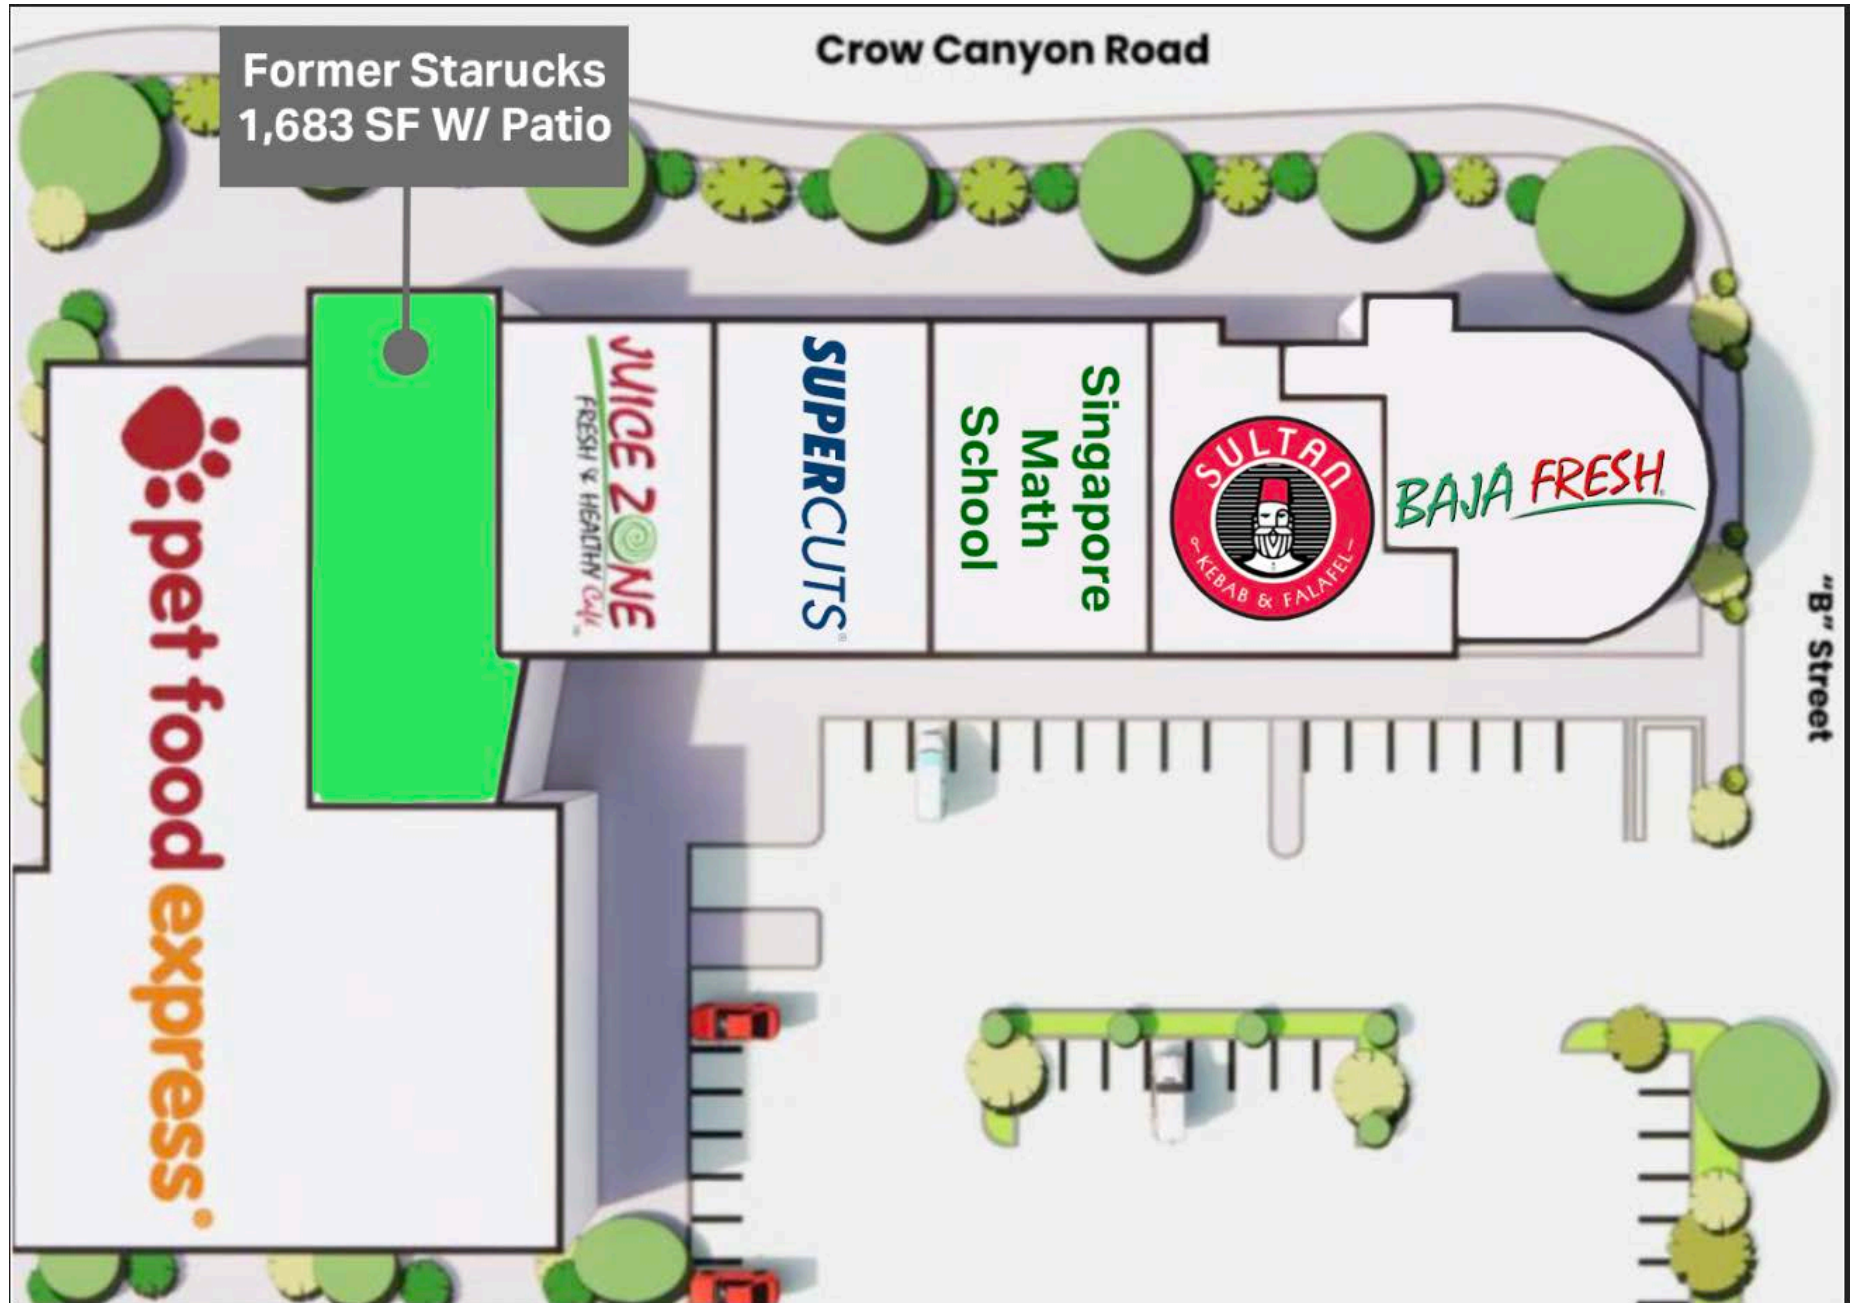 Crow Canyon Road
Former Starucks
1,683 SF W/ Patio
pet food express®
JUICE ZONE
FRESH & HEALTHY Café
SUPERCUTS®
Singapore
Math
School
SULTAN
KEBAB & FALAFEL
BAJA FRESH
"B" Street